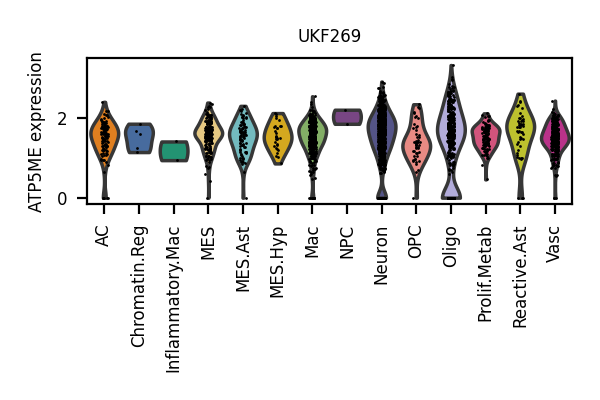 UKF269
ATP5ME expression
2
0
AC
Chromatin.Reg
Inflammatory.Mac
MES
MES.Ast
MES.Hyp
Mac
NPC
Neuron
OPC
Oligo
Prolif.Metab
Reactive.Ast
Vasc